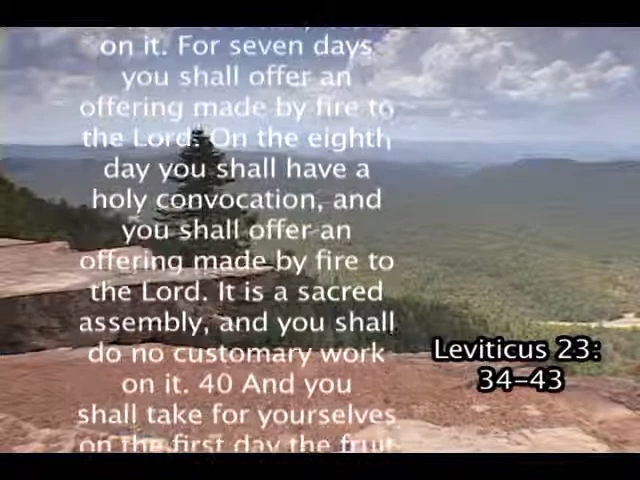 on it. For seven days
you shall offer an
offering made by fire to
the Lord. On the eighth
day you shall have a
holy convocation, and
you shall offer an
offering made by fire to
the Lord. It is a sacred
assembly, and you shall
do no customary work
on it. 40 And you
shall take for yourselves
on the first day the fruit
Leviticus 23:
34-43